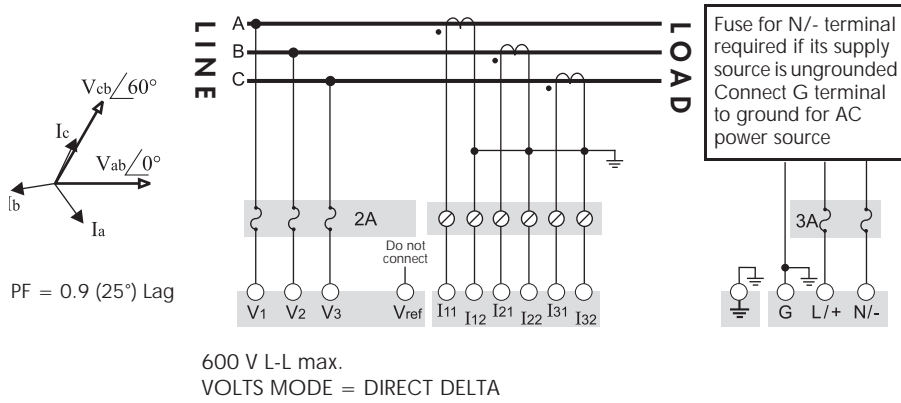 LINE
A
B
C
LOAD
Fuse for N/- terminal
required if its supply
source is ungrounded
Connect G terminal
to ground for AC
power source
Vcb/60°
Ic
Vab/0°
Ib
Ia
PF = 0.9 (25°) Lag
2A
Do not
connect
3A
V1 V2 V3 Vref I11 I12 I21 I22 I31 I32 G L/+ N/-
600 V L-L max.
VOLTS MODE = DIRECT DELTA